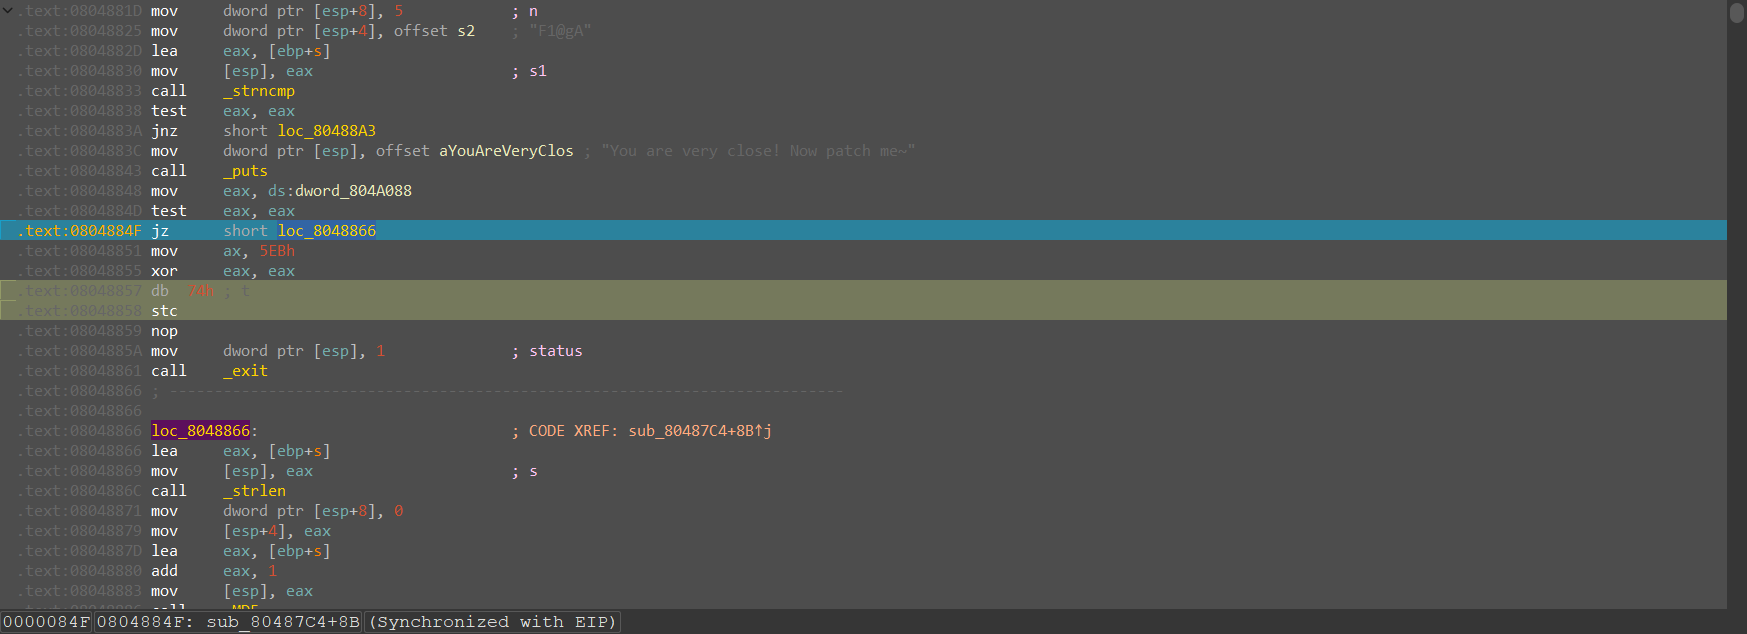 .text:0804881D mov dword ptr [esp+8], 5 ; n
.text:08048825 mov dword ptr [esp+4], offset s2 ; "F1@gA"
.text:0804882D lea eax, [ebp+s]
.text:08048830 mov [esp], eax ; s1
.text:08048833 call _strncmp
.text:08048838 test eax, eax
.text:0804883A jnz short loc_80488A3
.text:0804883C mov dword ptr [esp], offset aYouAreVeryClos ; "You are very close! Now patch me~"
.text:08048843 call _puts
.text:08048848 mov eax, ds:dword_804A088
.text:0804884D test eax, eax
.text:0804884F jz short loc_8048866
.text:08048851 mov ax, 5EBh
.text:08048855 xor eax, eax
.text:08048857 db 74h ; t
.text:08048858 stc
.text:08048859 nop
.text:0804885A mov dword ptr [esp], 1 ; status
.text:08048861 call _exit
.text:08048866 ; ---------------------------------------------------------------------------
.text:08048866
.text:08048866 loc_8048866: ; CODE XREF: sub_80487C4+8B↑j
.text:08048866 lea eax, [ebp+s]
.text:08048869 mov [esp], eax ; s
.text:0804886C call _strlen
.text:08048871 mov dword ptr [esp+8], 0
.text:08048879 mov [esp+4], eax
.text:0804887D lea eax, [ebp+s]
.text:08048880 add eax, 1
.text:08048883 mov [esp], eax
0000084F 0804884F: sub_80487C4+8B (Synchronized with EIP)